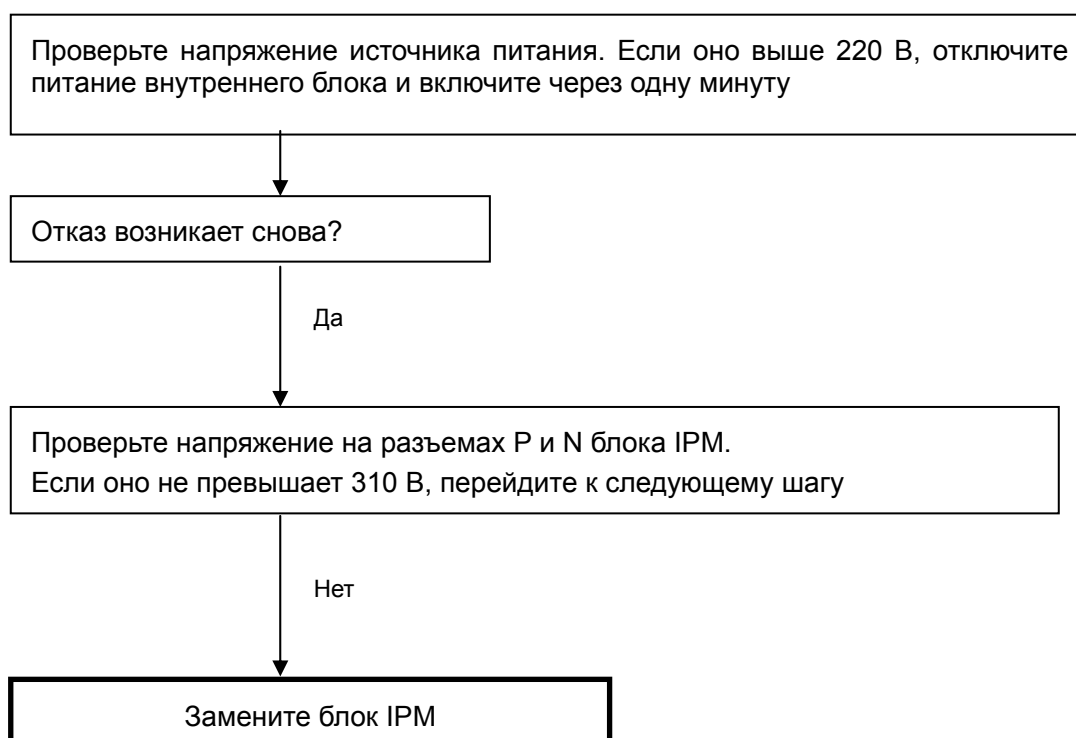 Проверьте напряжение источника питания. Если оно выше 220 В, отключите
питание внутреннего блока и включите через одну минуту
Отказ возникает снова?
Да
Проверьте напряжение на разъемах P и N блока IPM.
Если оно не превышает 310 В, перейдите к следующему шагу
Нет
Замените блок IPM